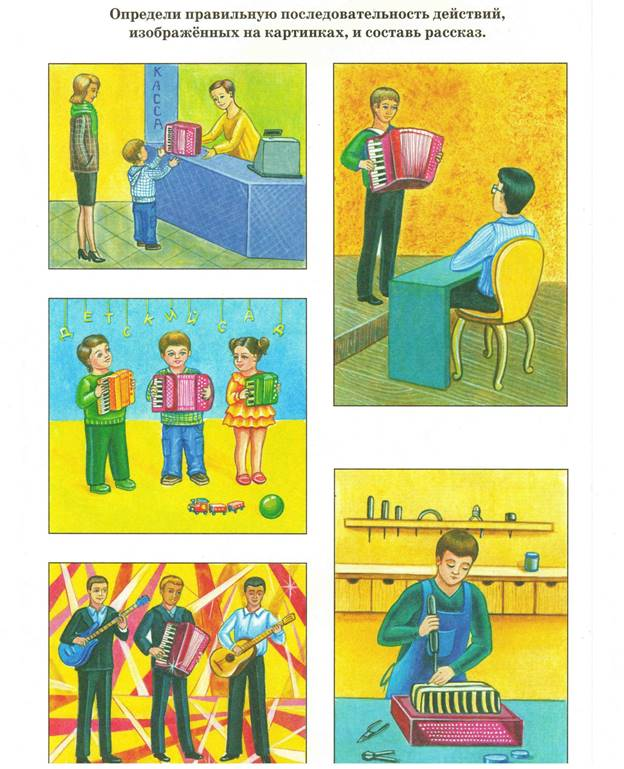 Определи правильную последовательность действий,
изображённых на картинках, и составь рассказ.
КАССА
ДЕТСКИЙ САД